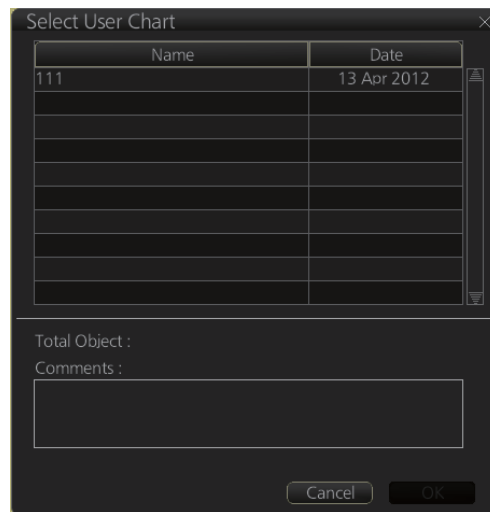 Select User Chart
Name Date
111 13 Apr 2012
Total Object :
Comments :
Cancel OK